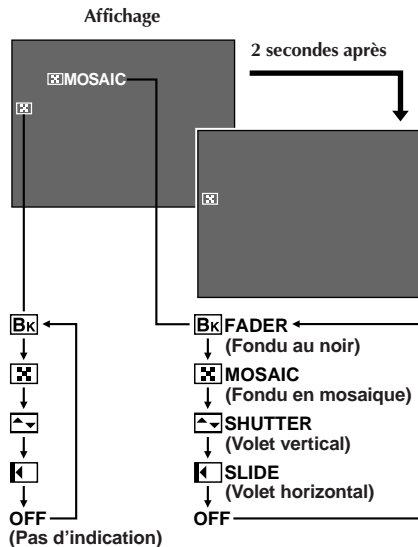 Affichage
2 secondes après
MOSAIC
BK
BK FADER
(Fondu au noir)
MOSAIC
(Fondu en mosaique)
SHUTTER
(Volet vertical)
SLIDE
(Volet horizontal)
OFF
OFF
(Pas d'indication)